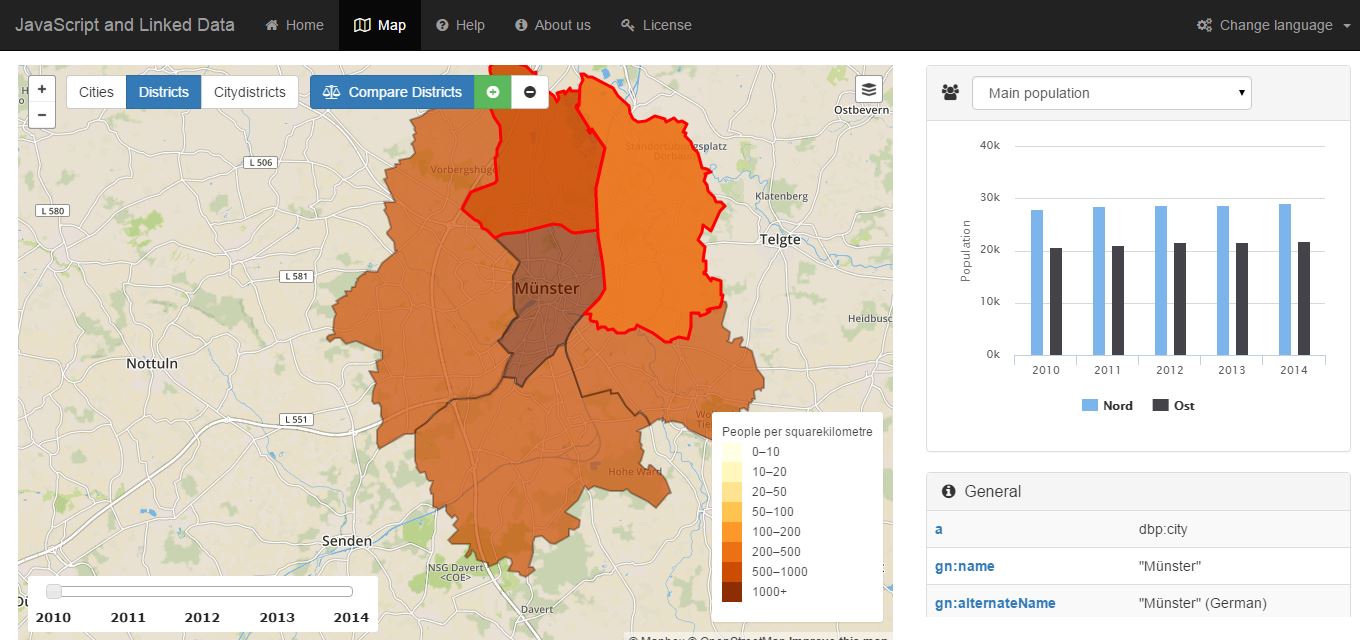 JavaScript and Linked Data Home Map Help About us License Change language
+
−
Cities Districts Citydistricts Compare Districts
Ostbevern
L 506
Vorbergshügel
Klatenberg
L 580
Telgte
L 581
Münster
Nottuln
L 551
Hohe Ward
Senden
NSG Davert
<COE>
Davert
People per squarekilometre
0–10
10–20
20–50
50–100
100–200
200–500
500–1000
1000+
2010 2011 2012 2013 2014
© Mapbox © OpenStreetMap Improve this map
Main population
40k
30k
20k
10k
0k
Population
2010 2011 2012 2013 2014
Nord Ost
General
a dbp:city
gn:name "Münster"
gn:alternateName "Münster" (German)